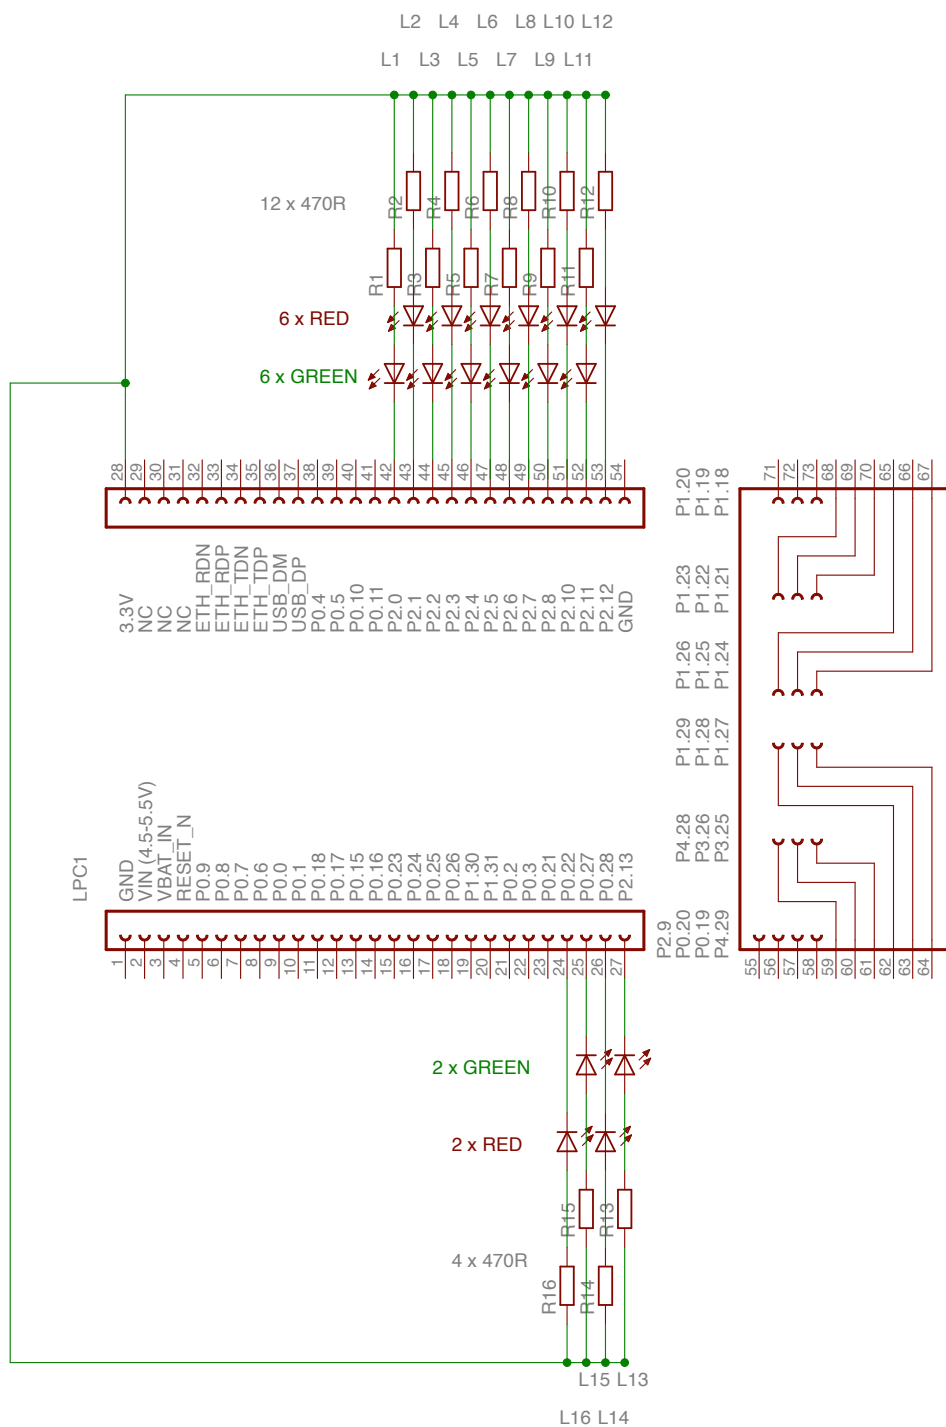 L2 L4 L6 L8 L10 L12
L1 L3 L5 L7 L9 L11
12 x 470R
R2 R4 R6 R8 R10 R12
R1 R3 R5 R7 R9 R11
6 x RED
6 x GREEN
28 29 30 31 32 33 34 35 36 37 38 39 40 41 42 43 44 45 46 47 48 49 50 51 52 53 54
3.3V
NC
NC
NC
ETH_RDN
ETH_RDP
ETH_TDN
ETH_TDP
USB_DM
USB_DP
P0.4
P0.5
P0.10
P0.11
P2.0
P2.1
P2.2
P2.3
P2.4
P2.5
P2.6
P2.7
P2.8
P2.10
P2.11
P2.12
GND
P1.20 P1.19 P1.18
71 72 73 68 69 70 65 66 67
P1.23 P1.22 P1.21
P1.26 P1.25 P1.24
P1.29 P1.28 P1.27
P4.28 P3.26 P3.25
P2.9 P0.20 P0.19 P4.29
55 56 57 58 59 60 61 62 63 64
LPC1
GND
VIN (4.5-5.5V)
VBAT_IN
RESET_N
P0.9
P0.8
P0.7
P0.6
P0.0
P0.1
P0.18
P0.17
P0.15
P0.16
P0.23
P0.24
P0.25
P0.26
P1.30
P1.31
P0.2
P0.3
P0.21
P0.22
P0.27
P0.28
P2.13
1 2 3 4 5 6 7 8 9 10 11 12 13 14 15 16 17 18 19 20 21 22 23 24 25 26 27
2 x GREEN
2 x RED
R15 R13
4 x 470R
R16 R14
L15 L13
L16 L14